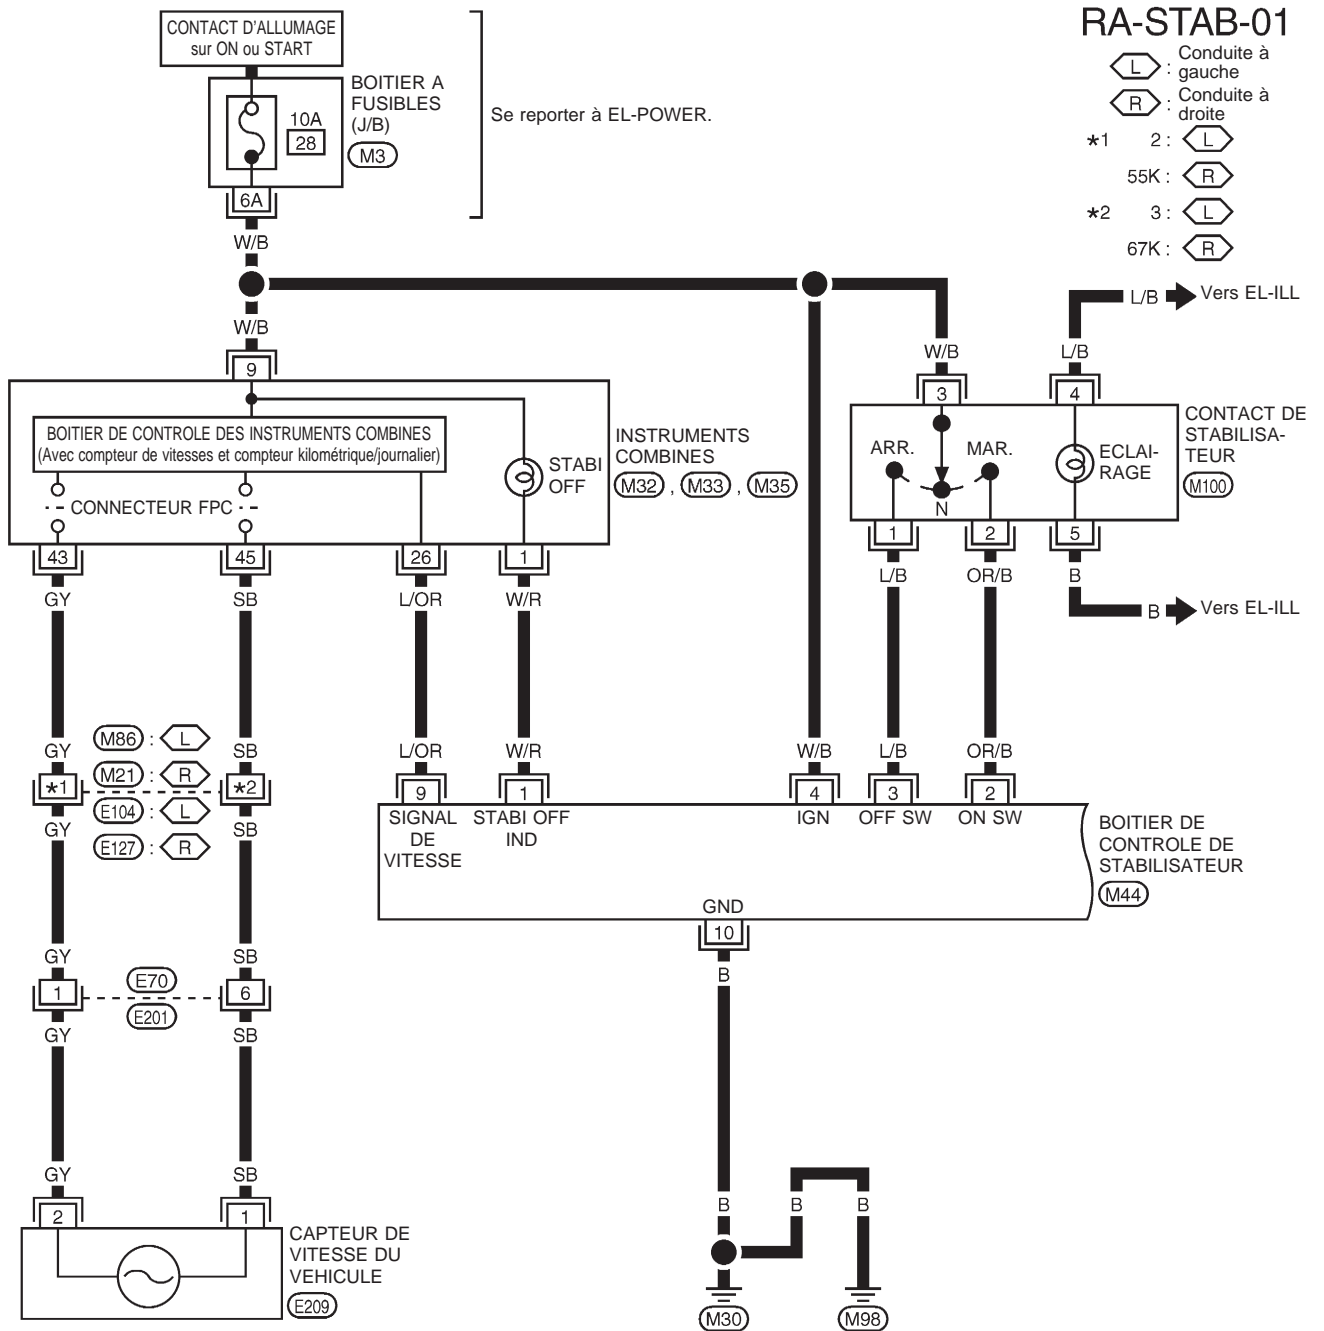 RA-STAB-01
CONTACT D'ALLUMAGE
sur ON ou START
BOITIER A
FUSIBLES
(J/B)
M3
10A
28
6A
Se reporter à EL-POWER.
L : Conduite à
gauche
R : Conduite à
droite
*1 2 : L
55K : R
*2 3 : L
67K : R
W/B
W/B
9
L/B Vers EL-ILL
W/B
L/B
3
4
BOITIER DE CONTROLE DES INSTRUMENTS COMBINES
(Avec compteur de vitesses et compteur kilométrique/journalier)
CONNECTEUR FPC
STABI
OFF
INSTRUMENTS
COMBINES
M32 , M33 , M35
ARR.
MAR.
N
ECLAI-
RAGE
CONTACT DE
STABILISA-
TEUR
M100
43
45
26
1
1
2
5
GY
SB
L/OR
W/R
L/B
OR/B
B
B Vers EL-ILL
M86 : L
M21 : R
E104 : L
E127 : R
GY
SB
L/OR
W/R
W/B
L/B
OR/B
*1
*2
9
1
4
3
2
GY
SB
SIGNAL
DE
VITESSE
STABI OFF
IND
IGN
OFF SW
ON SW
BOITIER DE
CONTROLE DE
STABILISATEUR
M44
GND
10
B
GY
SB
1
E70
E201
6
GY
SB
GY
SB
2
1
CAPTEUR DE
VITESSE DU
VEHICULE
E209
B
B
B
M30
M98